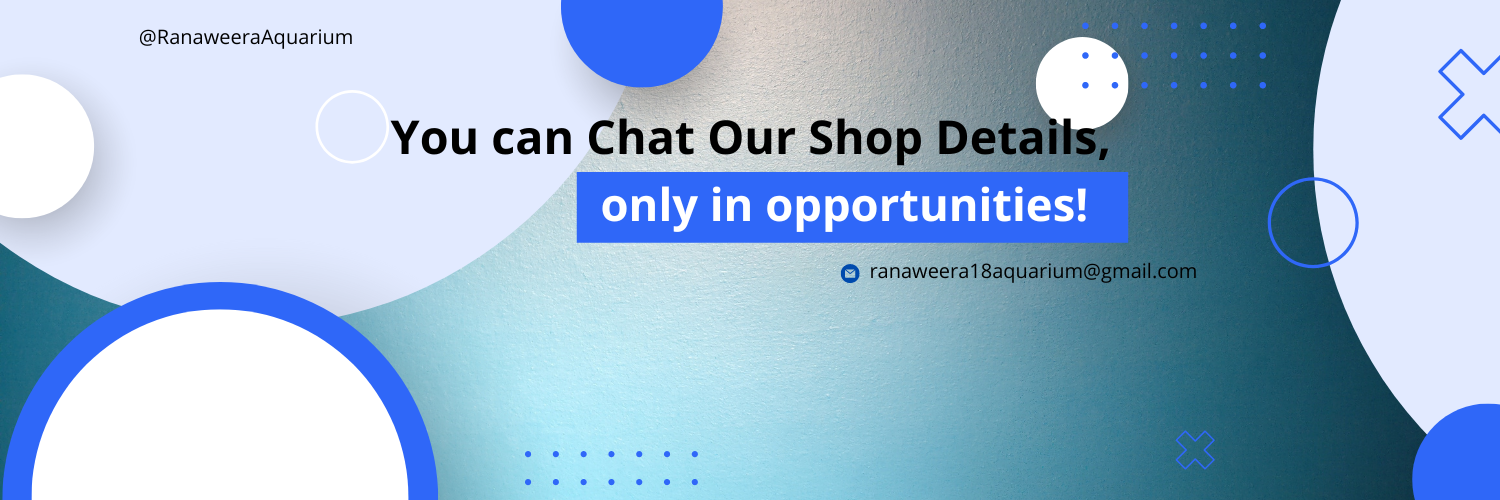 @RanaweeraAquarium
You can Chat Our Shop Details,
only in opportunities!
ranaweera18aquarium@gmail.com